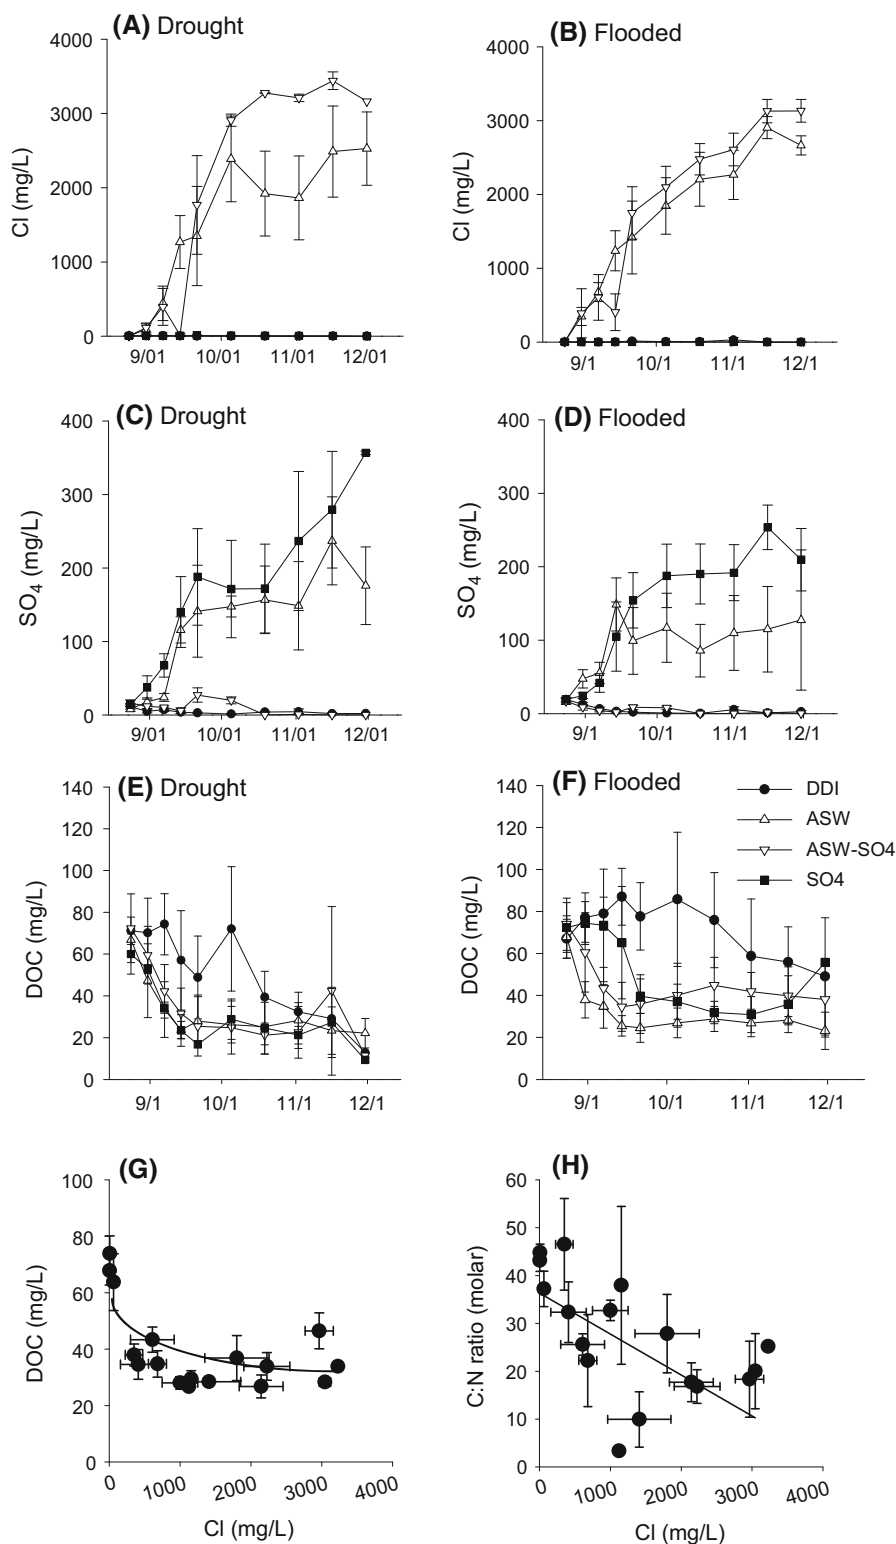 (A) Drought
(B) Flooded
4000
3000
2000
1000
0
Cl (mg/L)
9/01 10/01 11/01 12/01
4000
3000
2000
1000
0
Cl (mg/L)
9/1 10/1 11/1 12/1
(C) Drought
(D) Flooded
400
300
200
100
0
SO4 (mg/L)
9/01 10/01 11/01 12/01
400
300
200
100
0
SO4 (mg/L)
9/1 10/1 11/1 12/1
(E) Drought
(F) Flooded
140
120
100
80
60
40
20
0
DOC (mg/L)
9/1 10/1 11/1 12/1
140
120
100
80
60
40
20
0
DOC (mg/L)
9/1 10/1 11/1 12/1
DDI
ASW
ASW-SO4
SO4
(G)
(H)
100
80
60
40
20
0
DOC (mg/L)
0 1000 2000 3000 4000
Cl (mg/L)
60
50
40
30
20
10
0
C:N ratio (molar)
0 1000 2000 3000 4000
Cl (mg/L)